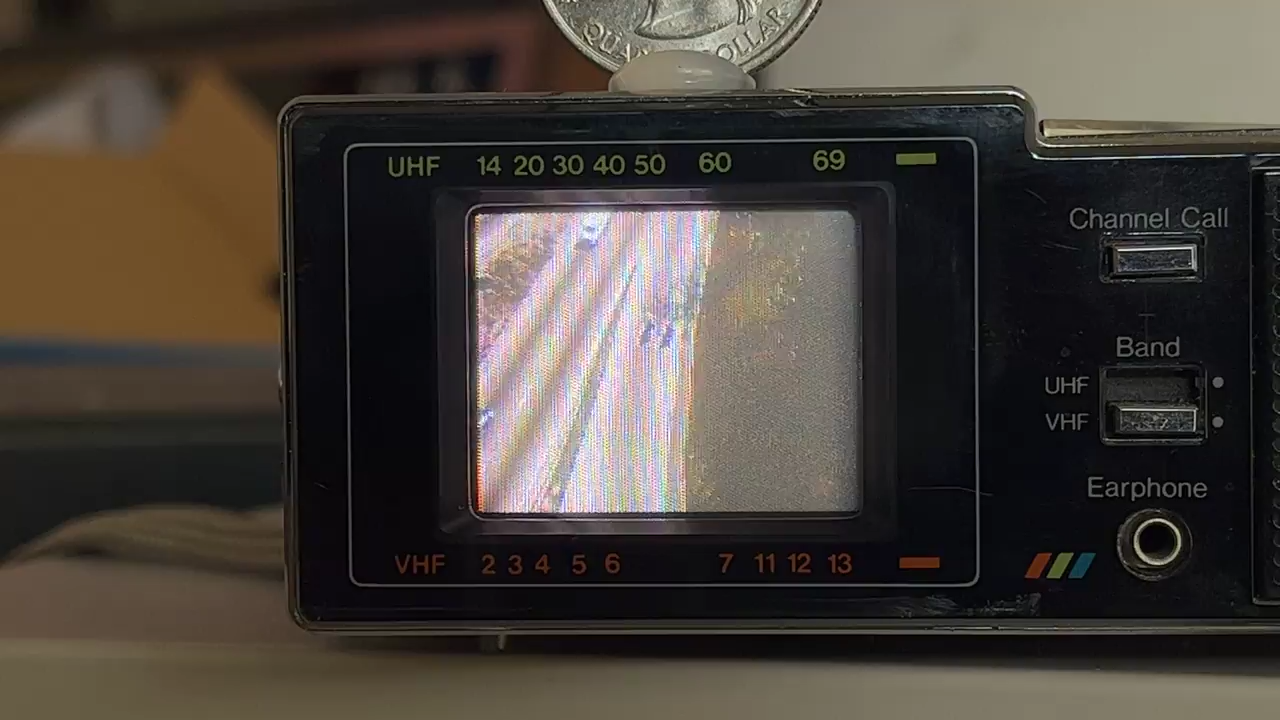 QUARTER DOLLAR
UHF 14 20 30 40 50 60 69
Channel Call
Band
UHF
VHF
Earphone
VHF 2 3 4 5 6 7 11 12 13